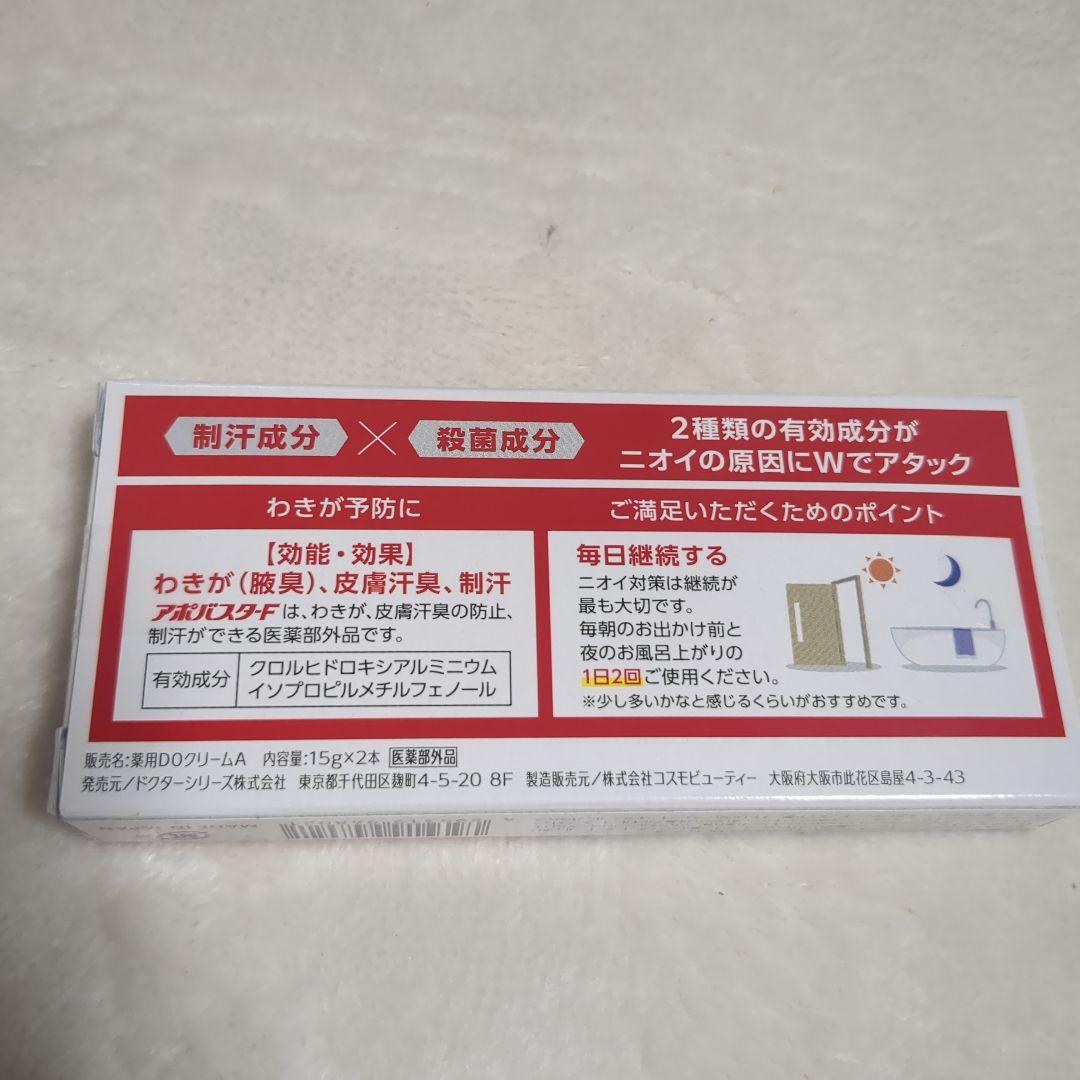 制汗成分 × 殺菌成分
2種類の有効成分が
ニオイの原因にWでアタック
わきが予防に
【効能・効果】
わきが(腋臭)、皮膚汗臭、制汗
アポバスターF は、わきが、皮膚汗臭の防止、
制汗ができる医薬部外品です。
有効成分
クロルヒドロキシアルミニウム
イソプロピルメチルフェノール
ご満足いただくためのポイント
毎日継続する
ニオイ対策は継続が
最も大切です。
毎朝のお出かけ前と
夜のお風呂上がりの
1日2回ご使用ください。
※少し多いかなと感じるくらいがおすすめです。
販売名:薬用DOクリームA 内容量:15g×2本 医薬部外品
発売元/ドクターシリーズ株式会社 東京都千代田区麹町4-5-20 8F 製造販売元/株式会社コスモビューティー 大阪府大阪市此花区島屋4-3-43
MADE IN JAPAN